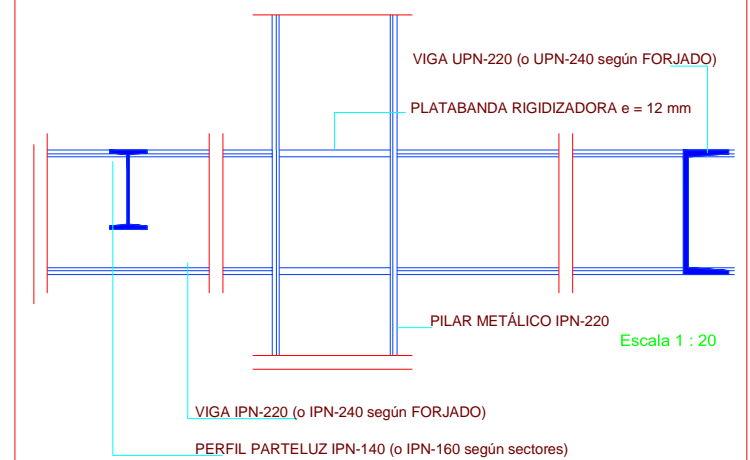 VIGA UPN-220 (o UPN-240 según FORJADO)
PLATABANDA RIGIDIZADORA e = 12 mm
PILAR METÁLICO IPN-220
Escala 1 : 20
VIGA IPN-220 (o IPN-240 según FORJADO)
PERFIL PARTELUZ IPN-140 (o IPN-160 según sectores)